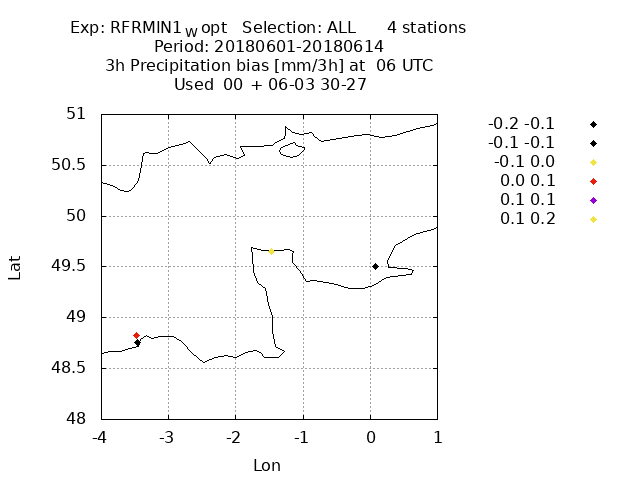 Exp: RFRMIN1 W opt   Selection: ALL      4 stations
Period: 20180601-20180614
3h Precipitation bias [mm/3h] at  06 UTC
Used  00 + 06-03 30-27
51
50.5
50
49.5
49
48.5
48
Lat
-4 -3 -2 -1 0 1
Lon
-0.2 -0.1
-0.1 -0.1
-0.1 0.0
0.0 0.1
0.1 0.1
0.1 0.2